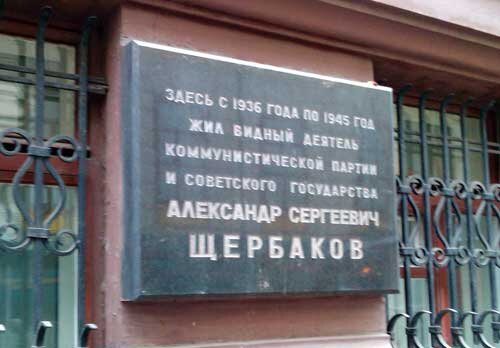 ЗДЕСЬ С 1936 ГОДА ПО 1945 ГОД
ЖИЛ ВИДНЫЙ ДЕЯТЕЛЬ
КОММУНИСТИЧЕСКОЙ ПАРТИИ
И СОВЕТСКОГО ГОСУДАРСТВА
АЛЕКСАНДР СЕРГЕЕВИЧ
ЩЕРБАКОВ